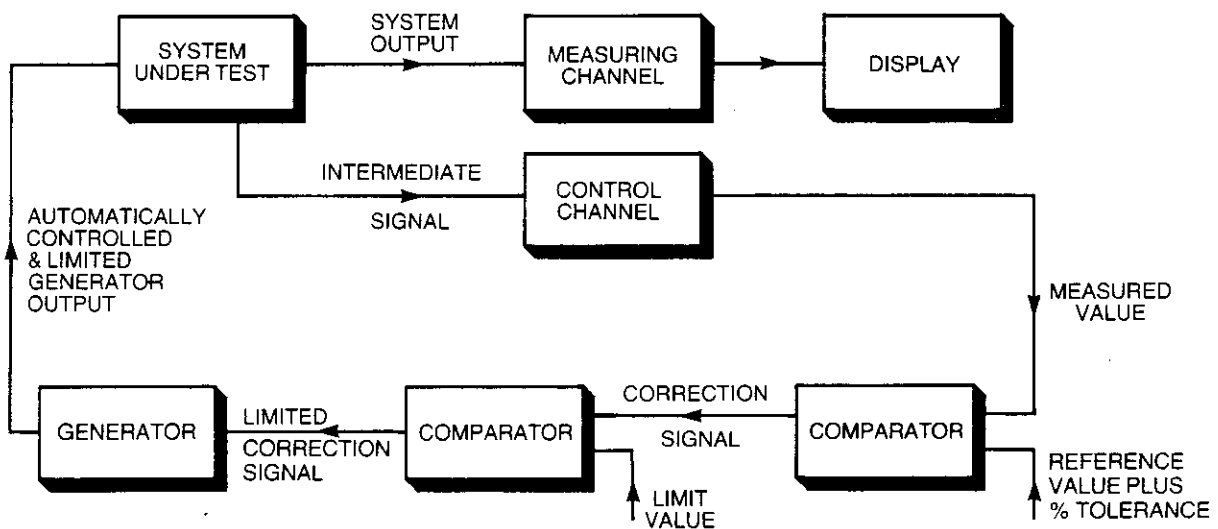 SYSTEM
UNDER TEST
SYSTEM
OUTPUT
MEASURING
CHANNEL
DISPLAY
INTERMEDIATE
SIGNAL
CONTROL
CHANNEL
AUTOMATICALLY
CONTROLLED
& LIMITED
GENERATOR
OUTPUT
MEASURED
VALUE
GENERATOR
LIMITED
CORRECTION
SIGNAL
COMPARATOR
CORRECTION
SIGNAL
COMPARATOR
LIMIT
VALUE
REFERENCE
VALUE PLUS
% TOLERANCE